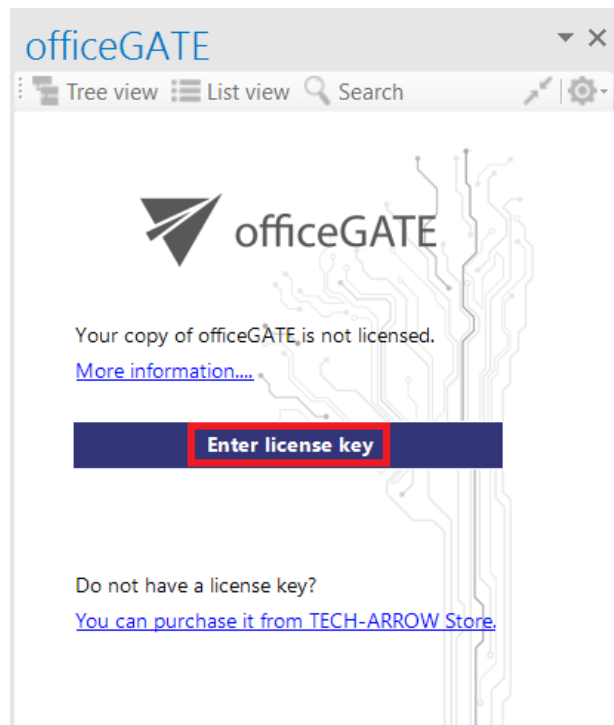 officeGATE
Tree view List view Search
officeGATE
Your copy of officeGATE is not licensed.
More information....
Enter license key
Do not have a license key?
You can purchase it from TECH-ARROW Store.